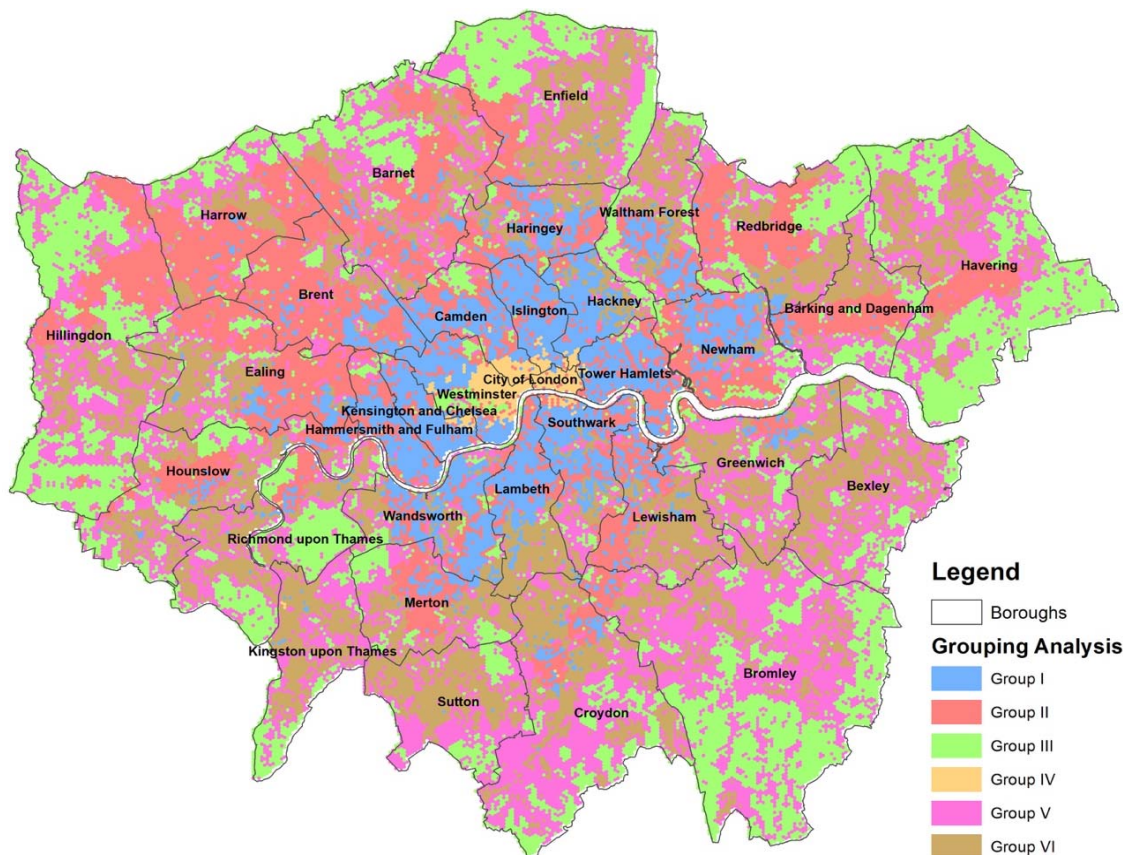 Enfield
Barnet
Harrow
Haringey
Waltham Forest
Redbridge
Havering
Brent
Camden
Islington
Hackney
Hillingdon
Barking and Dagenham
Newham
Ealing
City of London
Tower Hamlets
Westminster
Kensington and Chelsea
Hammersmith and Fulham
Southwark
Hounslow
Greenwich
Bexley
Lambeth
Wandsworth
Lewisham
Richmond upon Thames
Merton
Kingston upon Thames
Bromley
Sutton
Croydon
Legend
Boroughs
Grouping Analysis
Group I
Group II
Group III
Group IV
Group V
Group VI